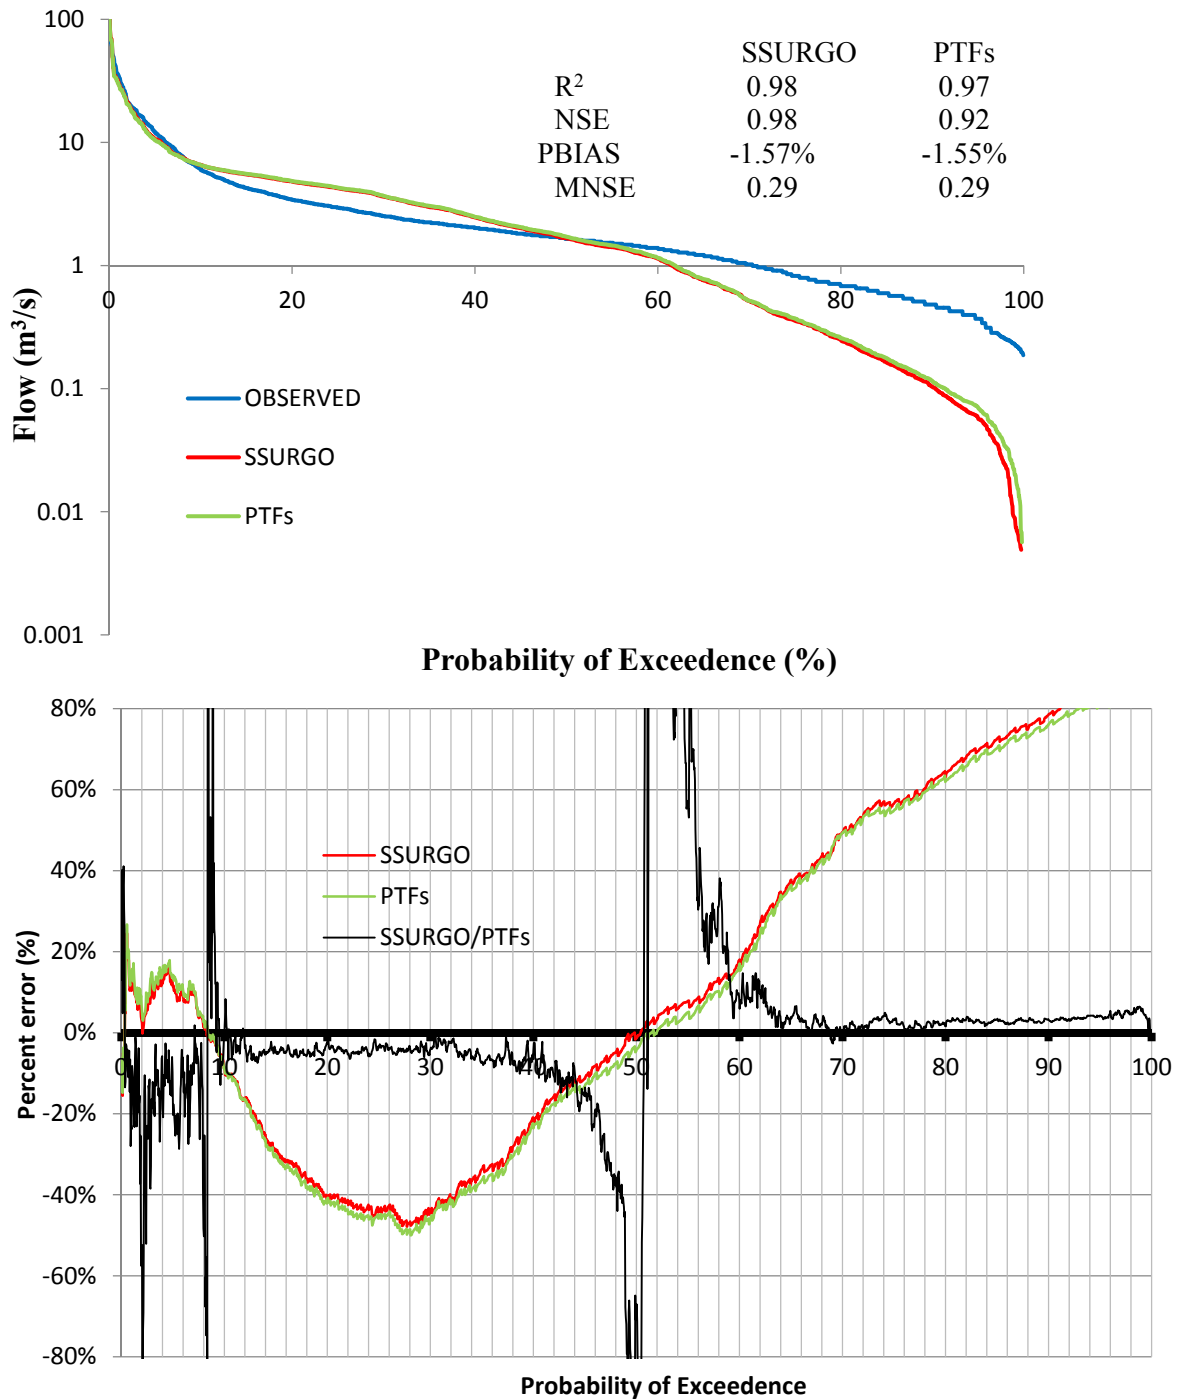 100
SSURGO PTFs
R² 0.98 0.97
10
NSE 0.98 0.92
PBIAS -1.57% -1.55%
MNSE 0.29 0.29
1
0 20 40 60 80 100
0.1
OBSERVED
SSURGO
0.01
PTFs
0.001
Flow (m³/s)
Probability of Exceedence (%)
80%
60%
40%
20%
0%
-20%
-40%
-60%
-80%
SSURGO
PTFs
SSURGO/PTFs
0 10 20 30 40 50 60 70 80 90 100
Percent error (%)
Probability of Exceedence